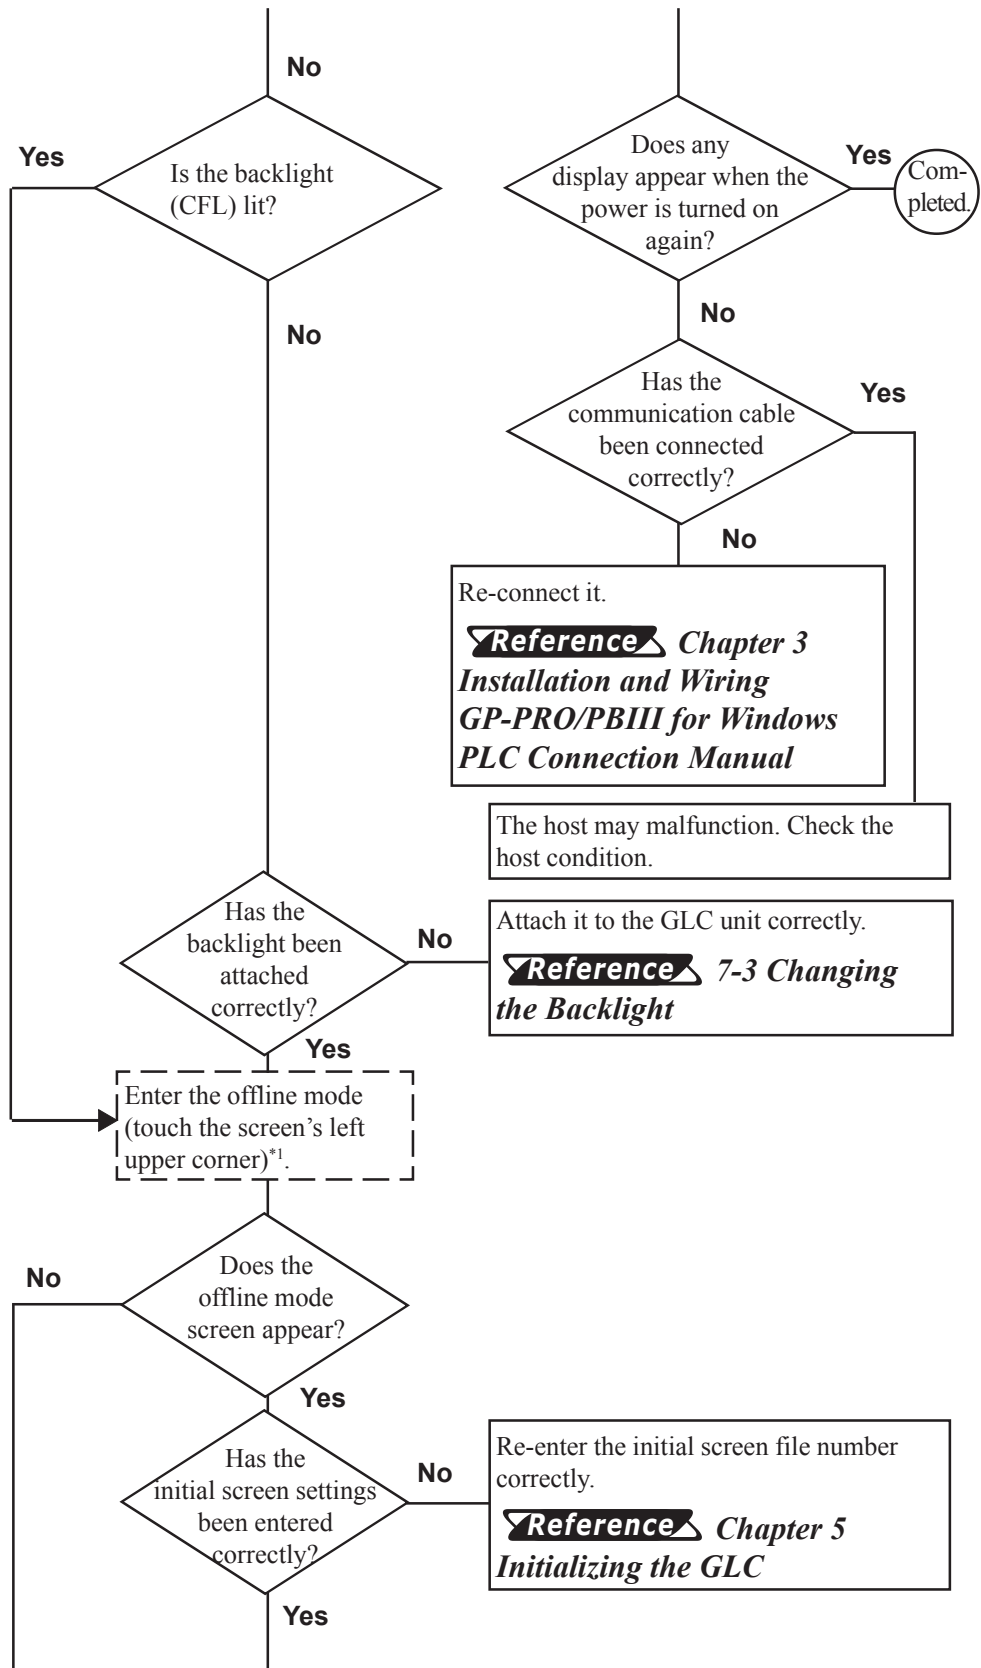 No
Yes
Is the backlight
(CFL) lit?
No
Does any
display appear when the
power is turned on
again?
Yes
Com-
pleted.
No
Has the
communication cable
been connected
correctly?
Yes
No
Re-connect it.
Reference Chapter 3
Installation and Wiring
GP-PRO/PBIII for Windows
PLC Connection Manual
The host may malfunction. Check the
host condition.
Has the
backlight been
attached
correctly?
No
Attach it to the GLC unit correctly.
Reference 7-3 Changing
the Backlight
Yes
Enter the offline mode
(touch the screen's left
upper corner)*1.
Does the
offline mode
screen appear?
No
Yes
Has the
initial screen settings
been entered
correctly?
No
Re-enter the initial screen file number
correctly.
Reference Chapter 5
Initializing the GLC
Yes